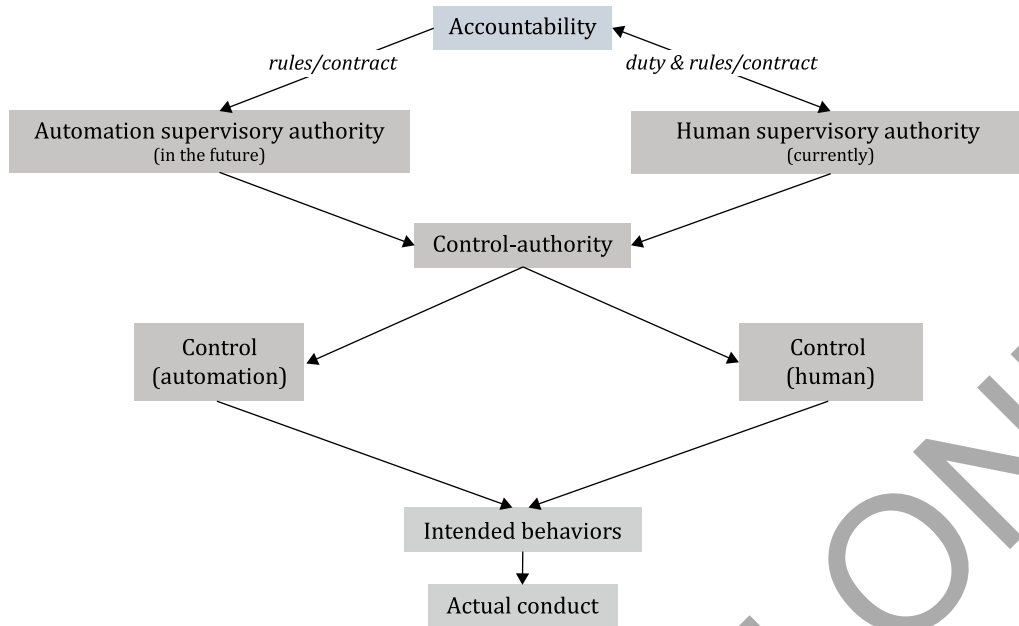 Accountability
rules/contract
duty & rules/contract
Automation supervisory authority
(in the future)
Human supervisory authority
(currently)
Control-authority
Control
(automation)
Control
(human)
Intended behaviors
Actual conduct